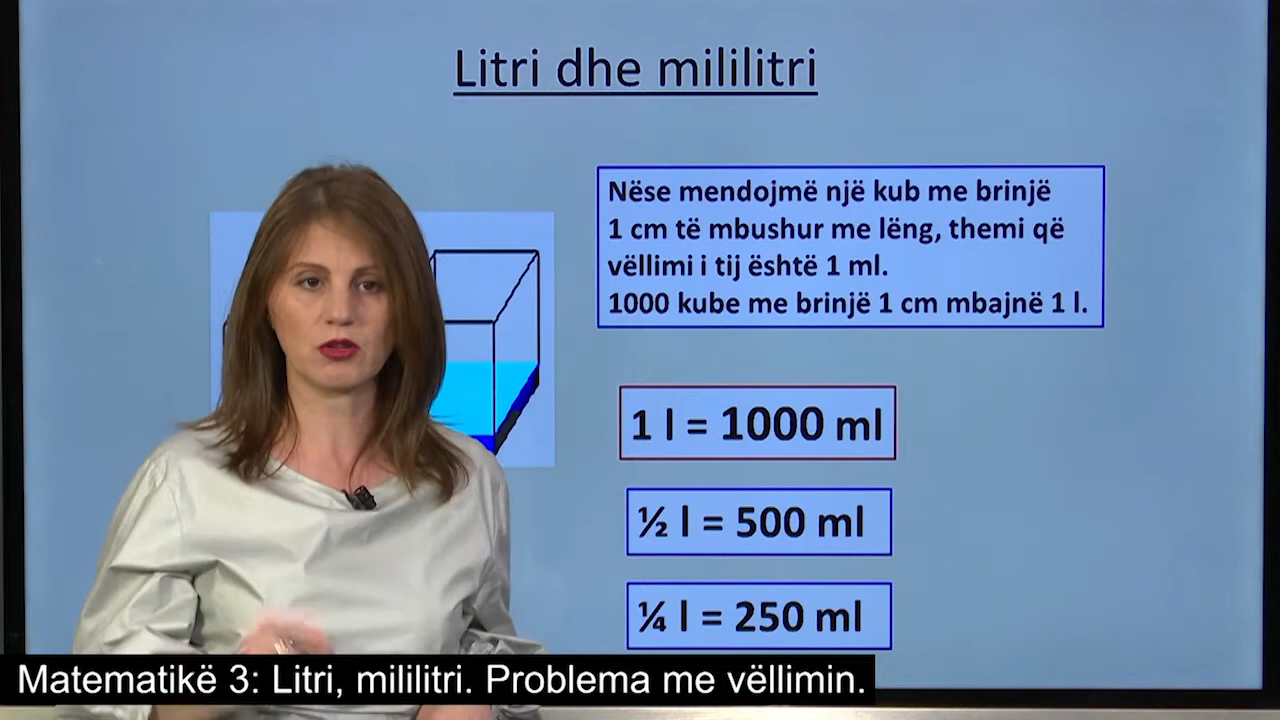 Litri dhe mililitri
Nëse mendojmë një kub me brinjë
1 cm të mbushur me lëng, themi që
vëllimi i tij është 1 ml.
1000 kube me brinjë 1 cm mbajnë 1 l.
1 l = 1000 ml
½ l = 500 ml
¼ l = 250 ml
Matematikë 3: Litri, mililitri. Problema me vëllimin.